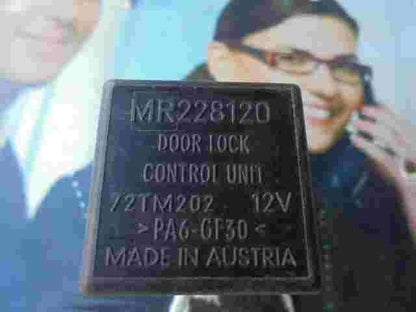 MR228120
DOOR LOCK
CONTROL UNIT
72TM202 12V
>PA6-GF30<
MADE IN AUSTRIA